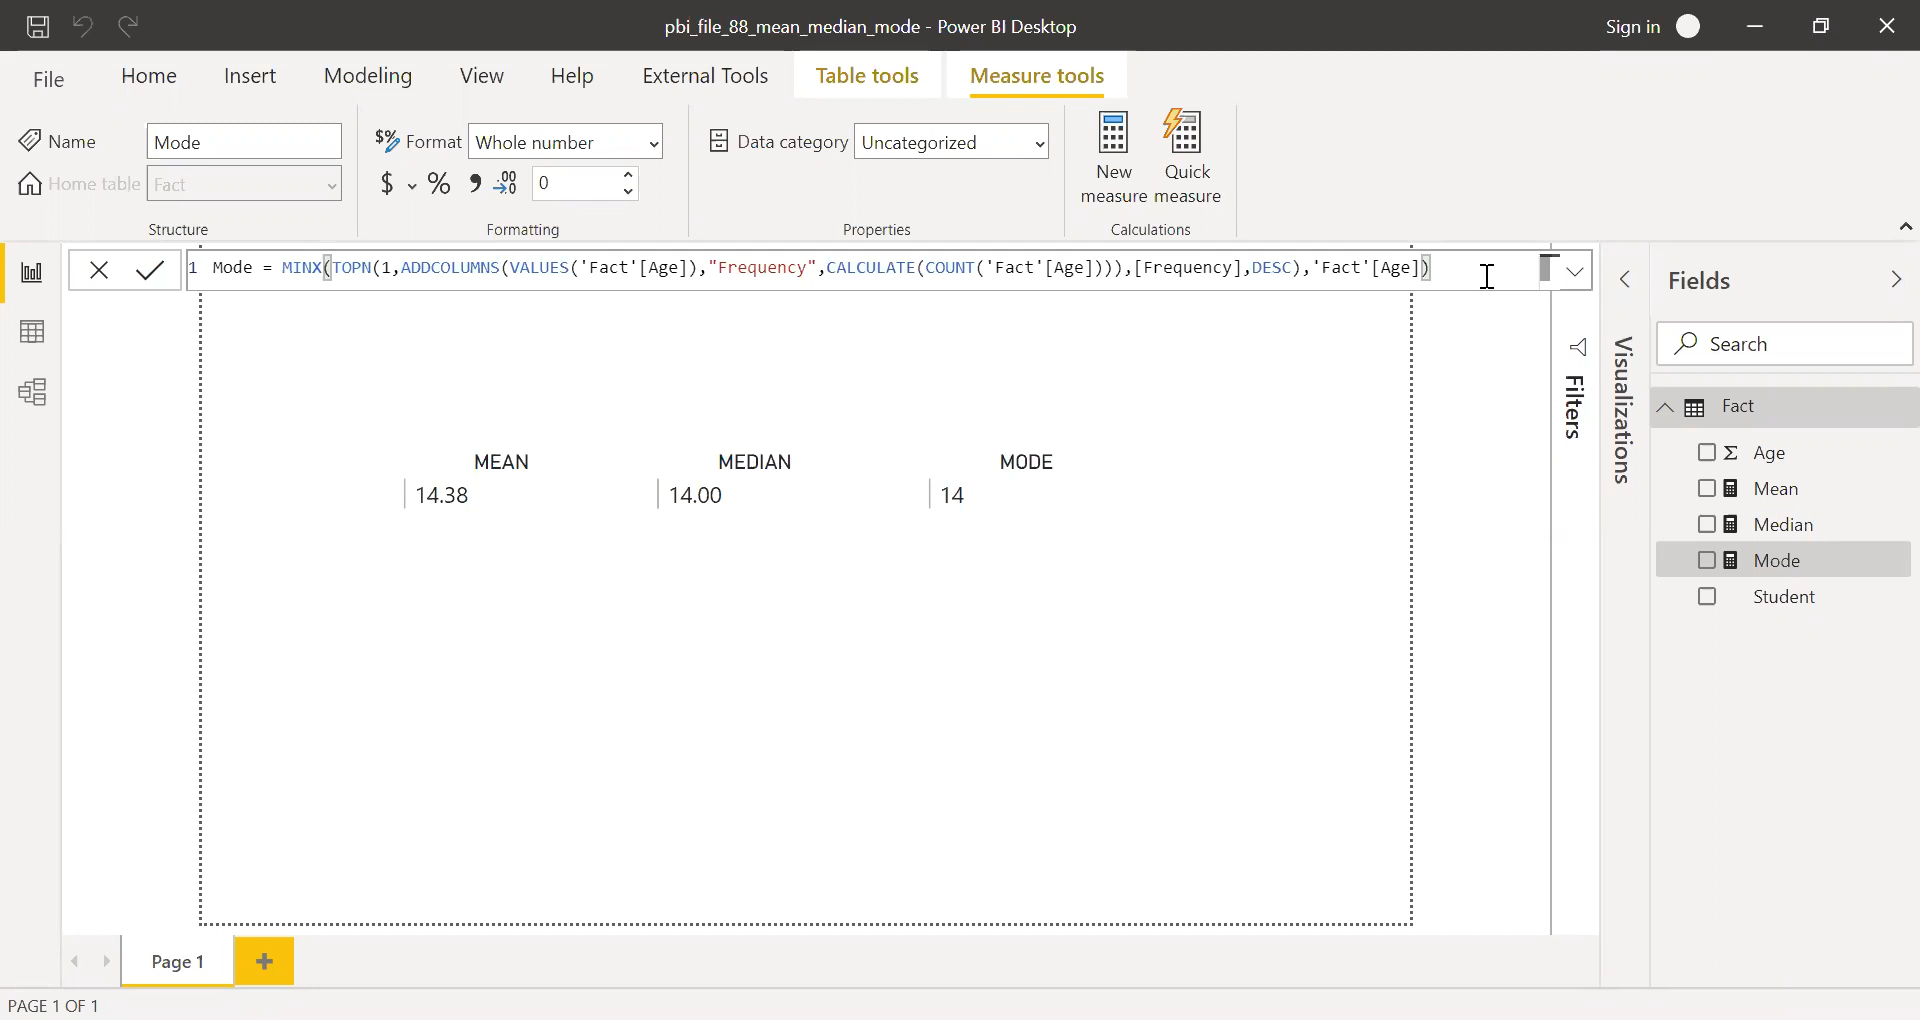 pbi_file_88_mean_median_mode - Power BI Desktop
Sign in
File Home Insert Modeling View Help External Tools Table tools Measure tools
Name Mode
Home table Fact
Structure
$% Format Whole number
$ % 9 .00 0
Formatting
Data category Uncategorized
Properties
New measure
Quick measure
Calculations
1 Mode = MINX(TOPN(1,ADDCOLUMNS(VALUES('Fact'[Age]),"Frequency",CALCULATE(COUNT('Fact'[Age]))),[Frequency],DESC),'Fact'[Age])
MEAN
14.38
MEDIAN
14.00
MODE
14
Filters
Visualizations
Fields
Search
Fact
Σ Age
Mean
Median
Mode
Student
Page 1
PAGE 1 OF 1